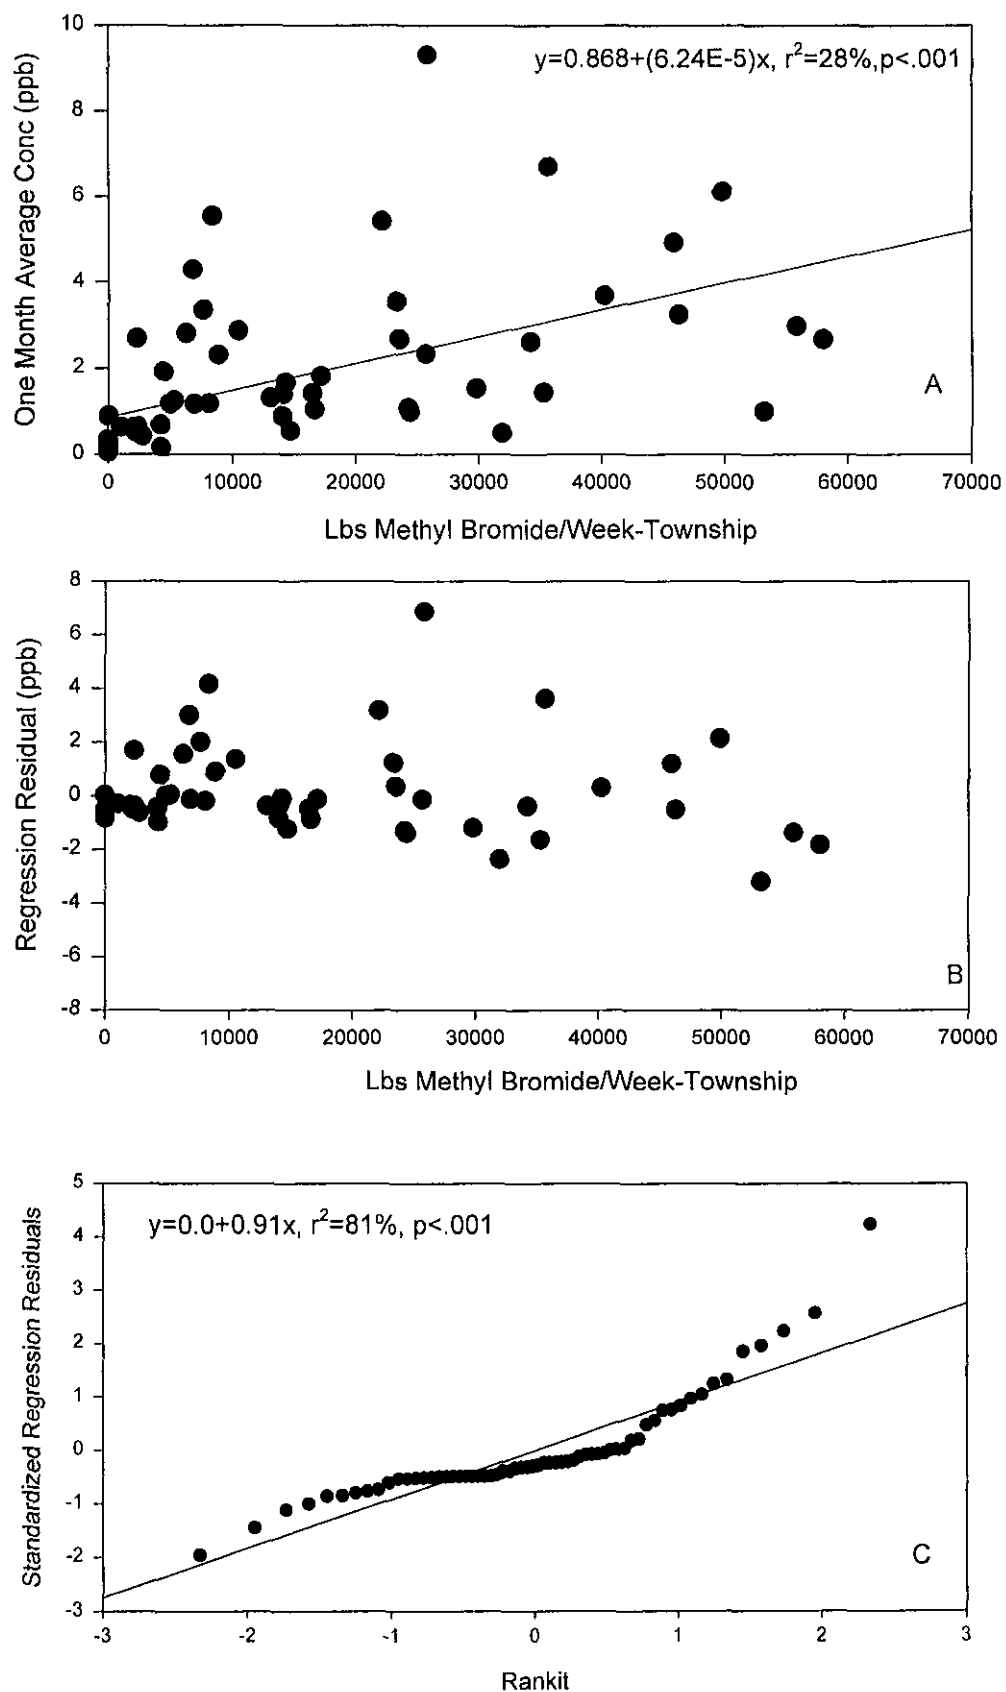 10
8
6
4
2
0
One Month Average Conc (ppb)
y=0.868+(6.24E-5)x, r²=28%,p<.001
A
0 10000 20000 30000 40000 50000 60000 70000
Lbs Methyl Bromide/Week-Township
8
6
4
2
0
-2
-4
-6
-8
Regression Residual (ppb)
B
0 10000 20000 30000 40000 50000 60000 70000
Lbs Methyl Bromide/Week-Township
5
4
3
2
1
0
-1
-2
-3
Standardized Regression Residuals
y=0.0+0.91x, r²=81%, p<.001
C
-3 -2 -1 0 1 2 3
Rankit